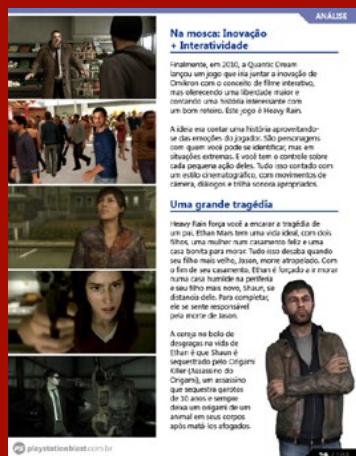 ANÁLISE
Na mosca: Inovação
+ Interatividade
Finalmente, em 2010, a Quantic Dream
lançou um jogo que iria juntar a inovação de
Omikron com o conceito de filme interativo,
mas oferecendo uma liberdade maior e
contando uma história interessante com
um bom roteiro. Este jogo é Heavy Rain.
A ideia era contar uma história aproveitando-
se das emoções do jogador. São personagens
com quem você pode se identificar, mas em
situações extremas. E você tem o controle sobre
cada pequena ação deles. Tudo isso contado com
um estilo cinematográfico, com movimentos de
câmera, diálogos e trilha sonora apropriados.
Uma grande tragédia
Heavy Rain força você a encarar a tragédia de
um pai. Ethan Mars tem uma vida ideal, com dois
filhos, uma mulher num casamento feliz e uma
casa bonita para morar. Tudo isso desaba quando
seu filho mais velho, Jason, morre atropelado. Com
o fim de seu casamento, Ethan é forçado a ir morar
numa casa humilde na periferia
e seu filho mais novo, Shaun, se
distancia dele. Para completar,
ele se sente responsável
pela morte de Jason.
A cereja no bolo de
desgraças na vida de
Ethan é que Shaun é
sequestrado pelo Origami
Killer (Assassino do
Origami), um assassino
que sequestra garotos
de 10 anos e sempre
deixa um origami de um
animal em seus corpos
após matá-los afogados.
playstationblast.com.br